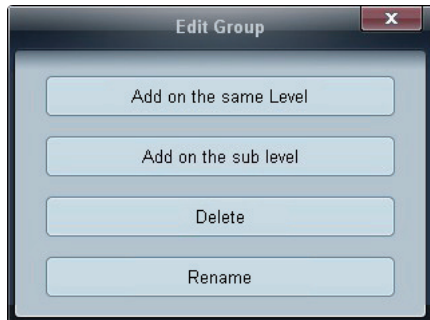 Edit Group
x
Add on the same Level
Add on the sub level
Delete
Rename